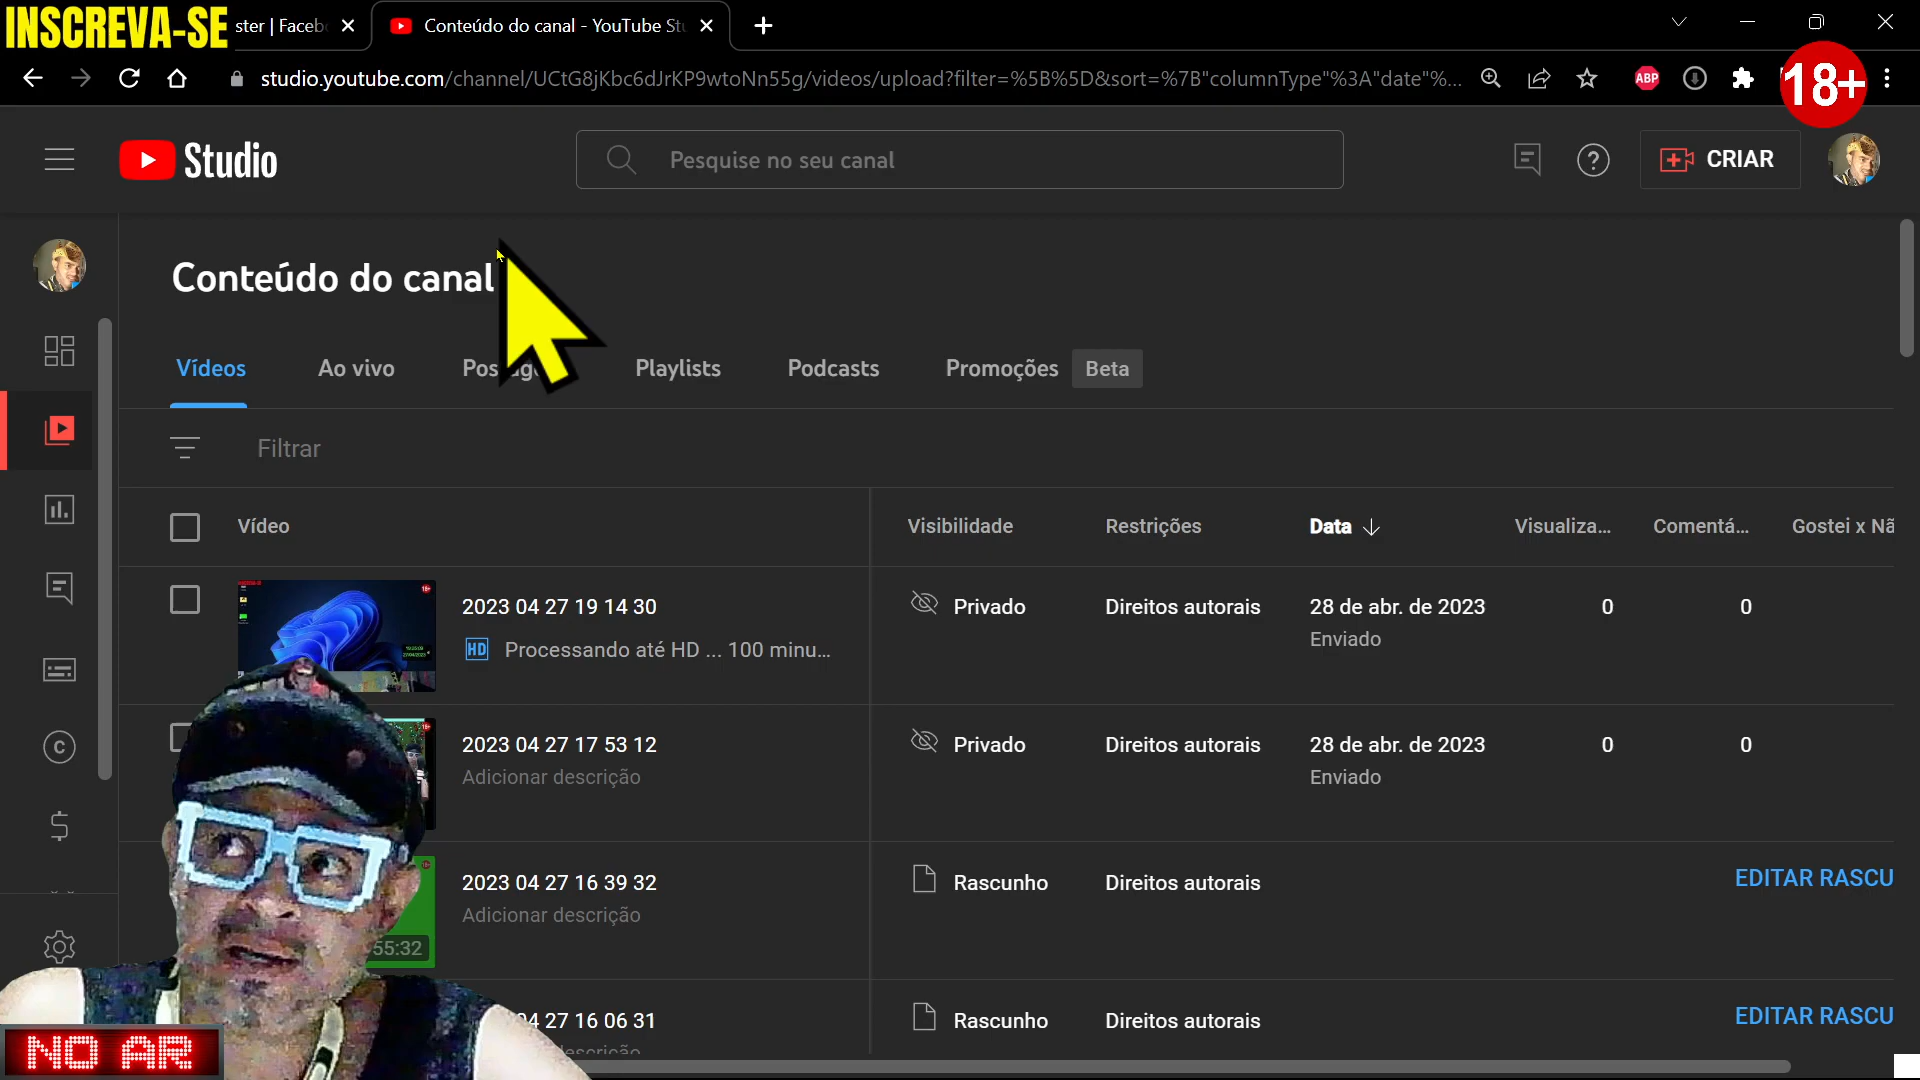 INSCREVA-SE
ster | Faceb
Conteúdo do canal - YouTube St
studio.youtube.com/channel/UCtG8jKbc6dJrKP9wtoNn55g/videos/upload?filter=%5B%5D&sort=%7B"columnType"%3A"date"%...
ABP
18+
Studio
Pesquise no seu canal
CRIAR
Conteúdo do canal
Vídeos
Ao vivo
Playlists
Podcasts
Promoções
Beta
Filtrar
Vídeo
Visibilidade
Restrições
Data
Visualiza...
Comentá...
Gostei x Nã
2023 04 27 19 14 30
Privado
Direitos autorais
28 de abr. de 2023
0
0
HD
Processando até HD ... 100 minu...
Enviado
2023 04 27 17 53 12
Privado
Direitos autorais
28 de abr. de 2023
0
0
Adicionar descrição
Enviado
2023 04 27 16 39 32
Rascunho
Direitos autorais
EDITAR RASCU
Adicionar descrição
55:32
04 27 16 06 31
Rascunho
Direitos autorais
EDITAR RASCU
NO AR